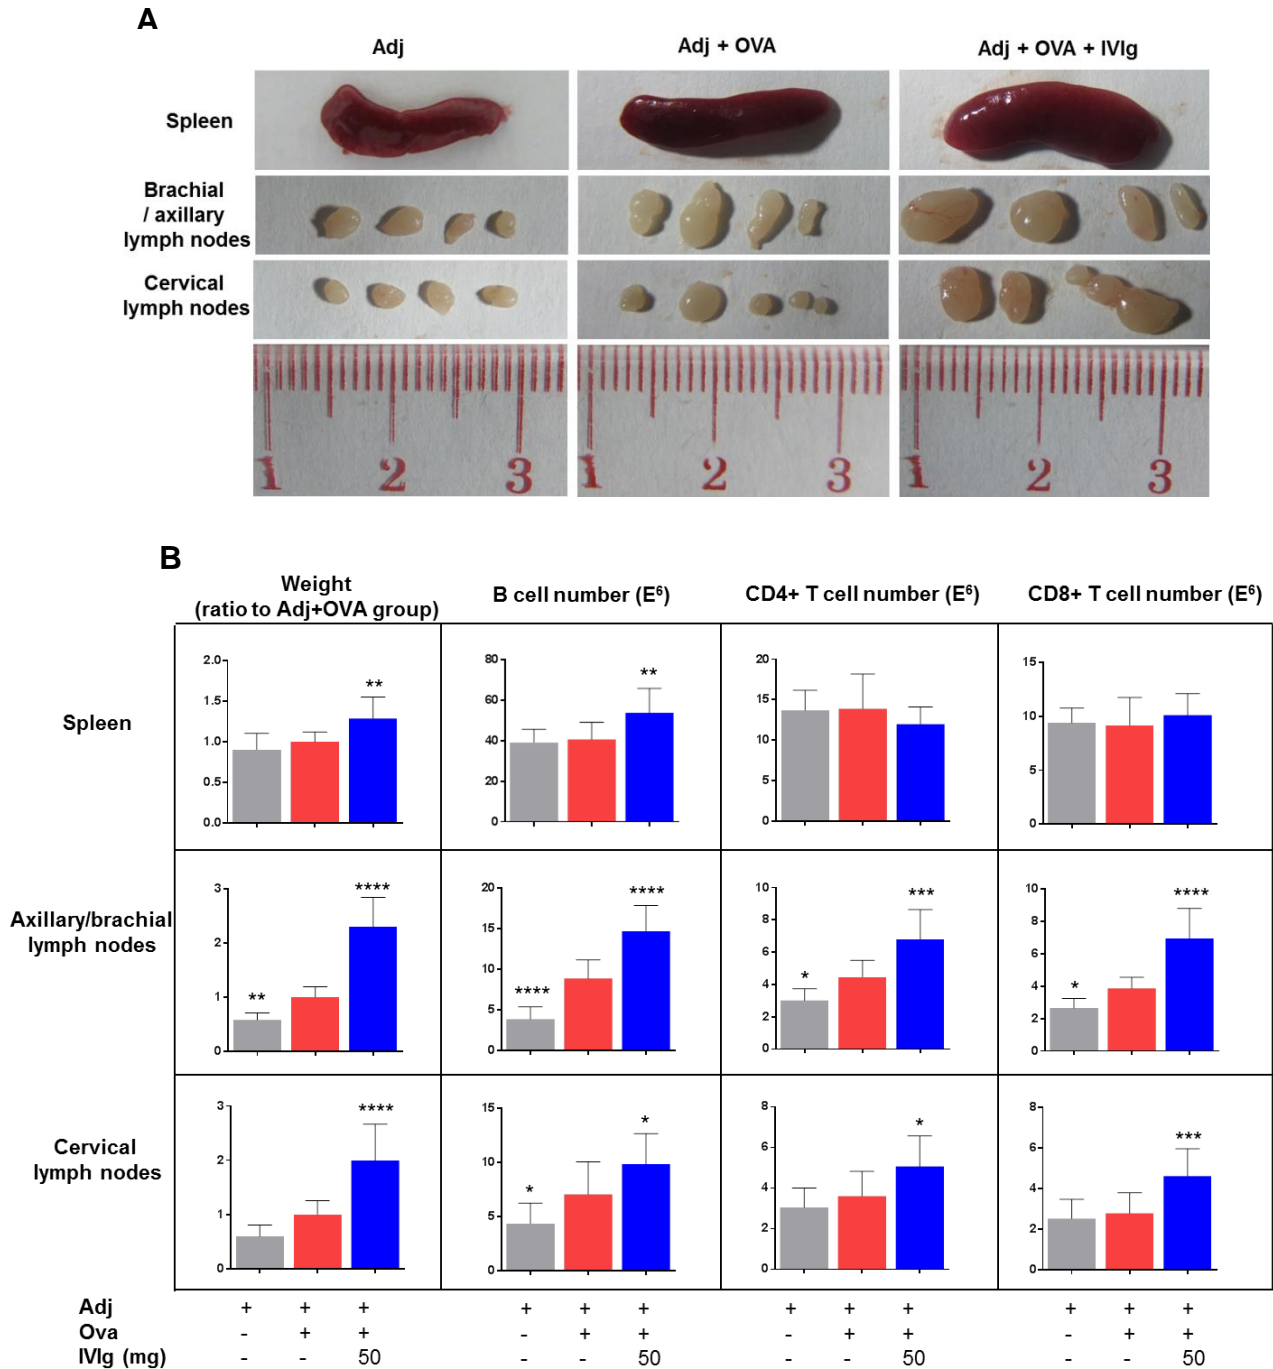 A
Adj
Adj + OVA
Adj + OVA + IVIg
Spleen
Brachial
/ axillary
lymph nodes
Cervical
lymph nodes
1 2 3
1 2 3
1 2 3
B
Weight
(ratio to Adj+OVA group)
B cell number (E⁶)
CD4+ T cell number (E⁶)
CD8+ T cell number (E⁶)
Spleen
2.0
1.5
1.0
0.5
0.0
**
80
60
40
20
0
**
20
15
10
5
0
15
10
5
0
Axillary/brachial
lymph nodes
3
2
1
0
**
****
20
15
10
5
0
****
****
10
8
6
4
2
0
*
***
10
8
6
4
2
0
*
****
Cervical
lymph nodes
3
2
1
0
****
15
10
5
0
*
*
8
6
4
2
0
*
8
6
4
2
0
***
Adj + + + + + + + + + + + +
Ova - + + - + + - + + - + +
IVIg (mg) - - 50 - - 50 - - 50 - - 50